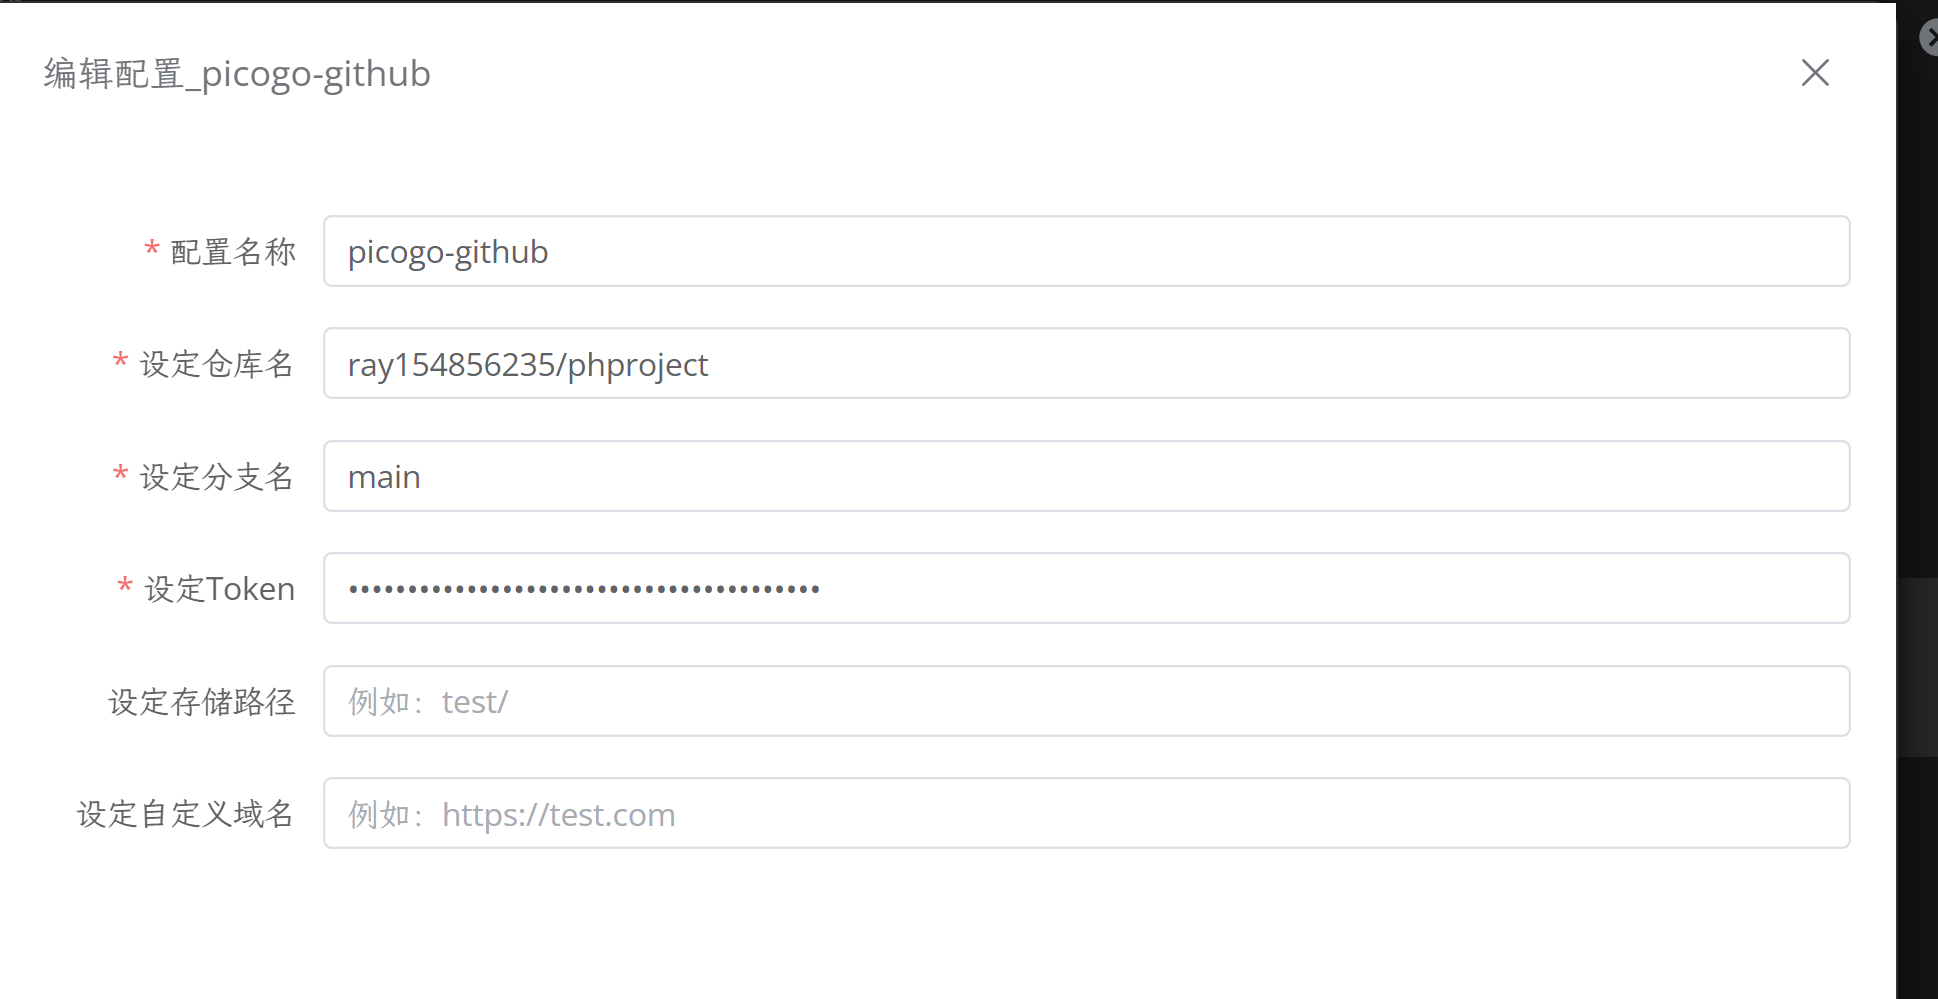 编辑配置_picogo-github
* 配置名称 picogo-github
* 设定仓库名 ray154856235/phproject
* 设定分支名 main
* 设定Token ••••••••••••••••••••••••••••••••••••••••
设定存储路径 例如：test/
设定自定义域名 例如：https://test.com